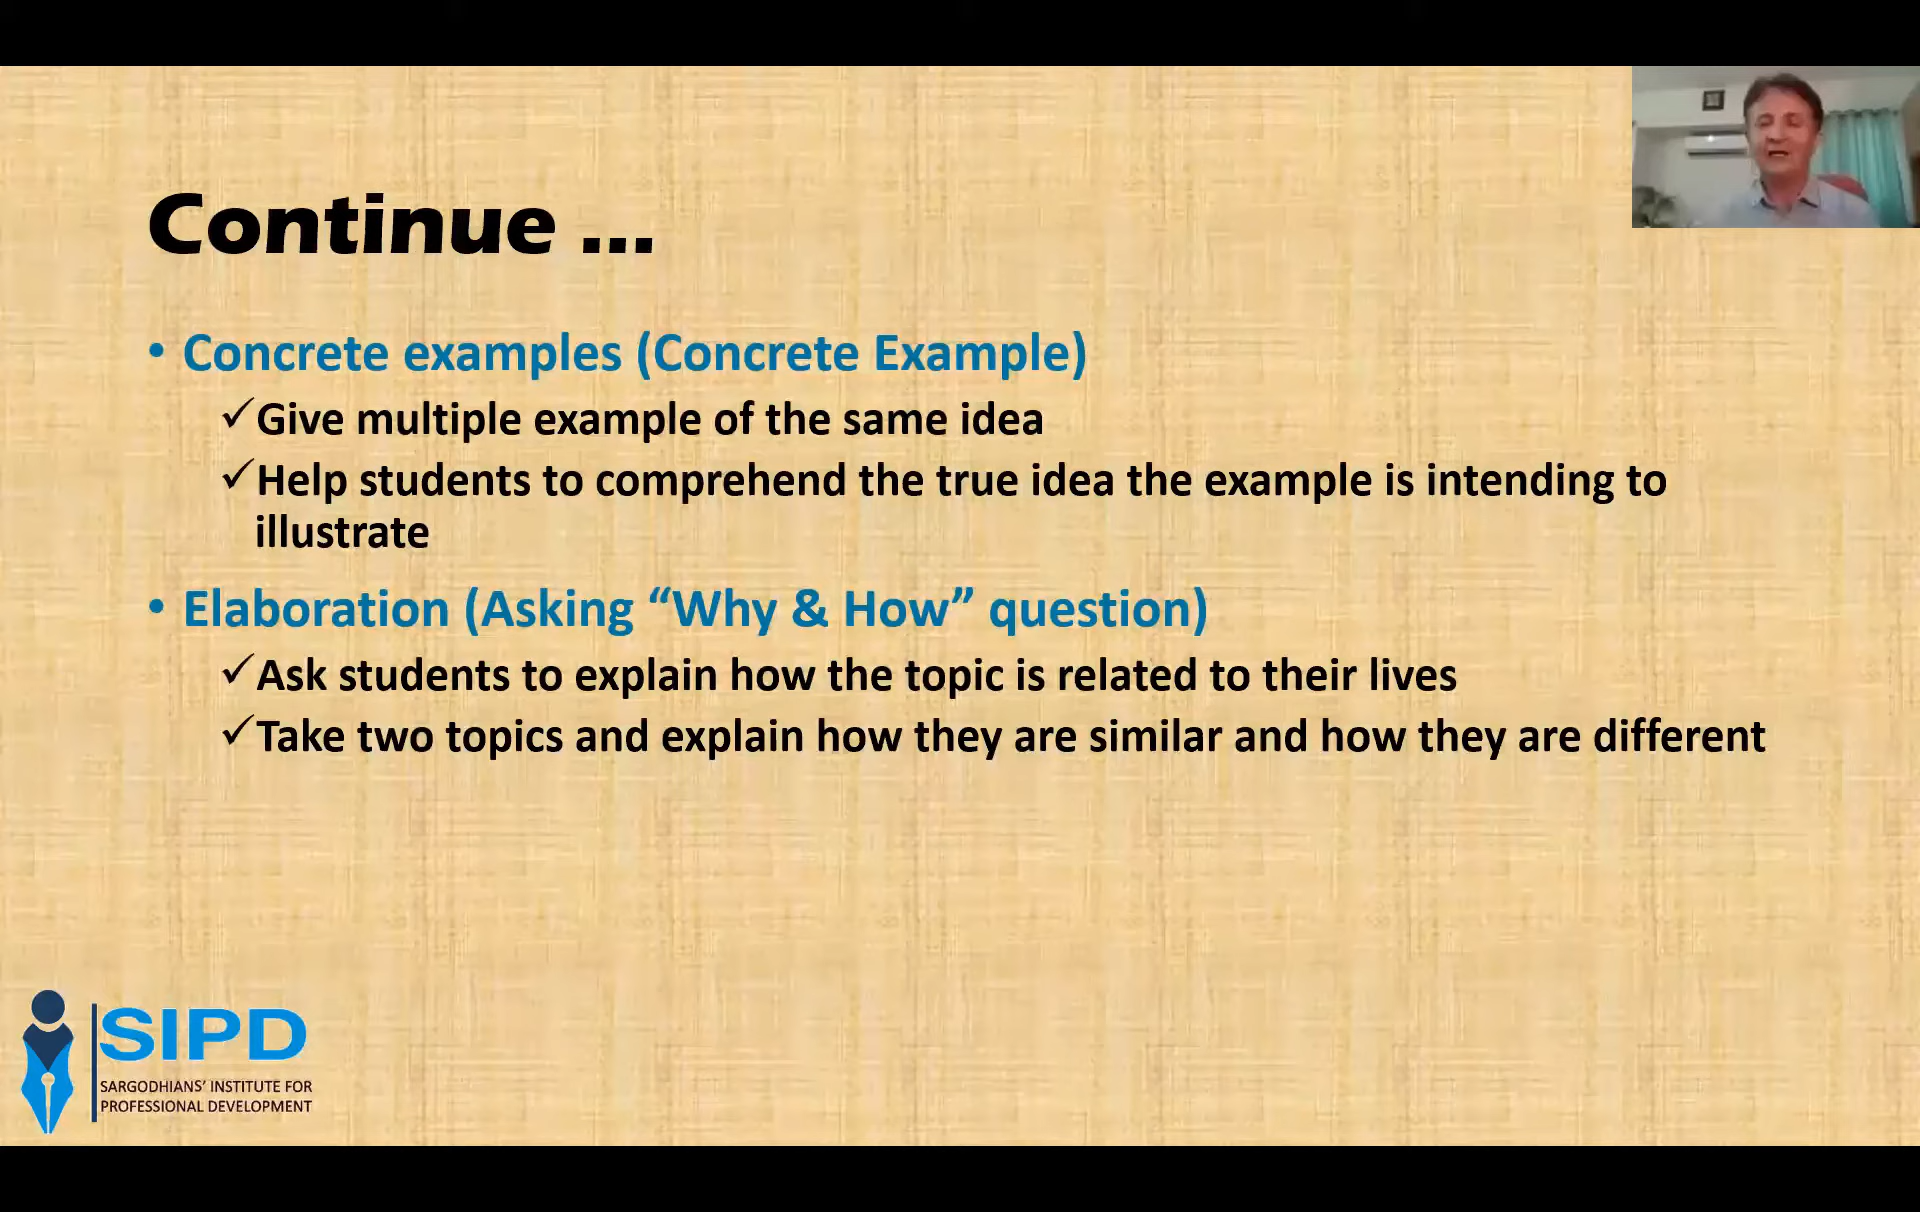 Continue ...
• Concrete examples (Concrete Example)
✓Give multiple example of the same idea
✓Help students to comprehend the true idea the example is intending to
illustrate
• Elaboration (Asking “Why & How” question)
✓Ask students to explain how the topic is related to their lives
✓Take two topics and explain how they are similar and how they are different
SIPD
SARGODHIANS’ INSTITUTE FOR
PROFESSIONAL DEVELOPMENT